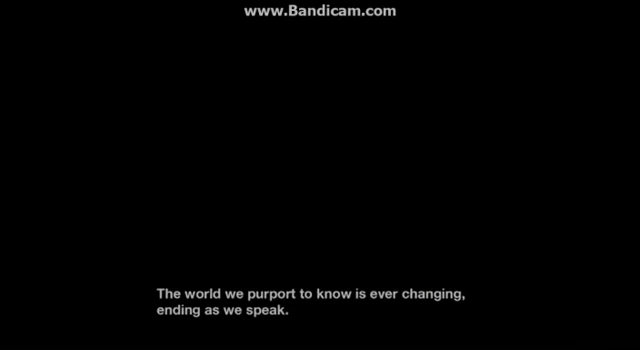 www.Bandicam.com
The world we purport to know is ever changing,
ending as we speak.